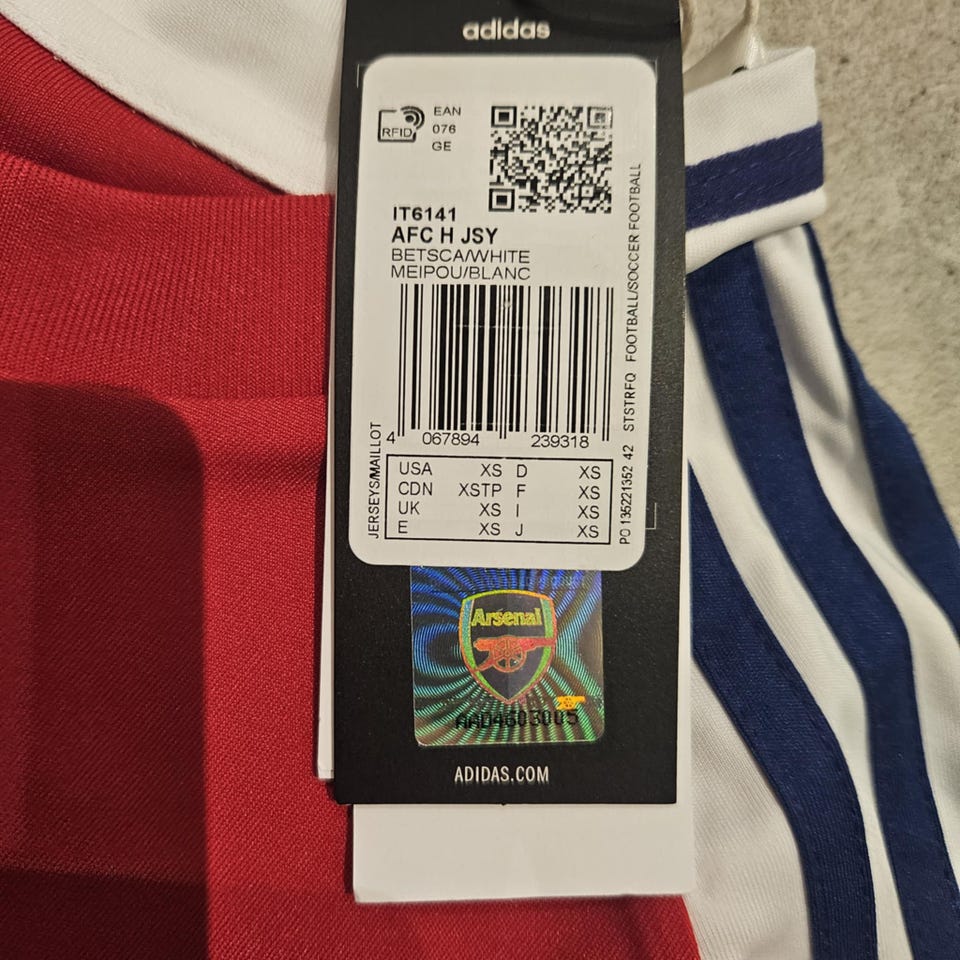 adidas
RFID
EAN
076
GE
IT6141
AFC H JSY
BETSCA/WHITE
MEIPOU/BLANC
4 067894 239318
USA XS D XS
CDN XSTP F XS
UK XS I XS
E XS J XS
JERSEYS/MAILLOT
PO 135221352 42 STSTRFQ FOOTBALL/SOCCER FOOTBALL
Arsenal
AAD4603005
ADIDAS.COM